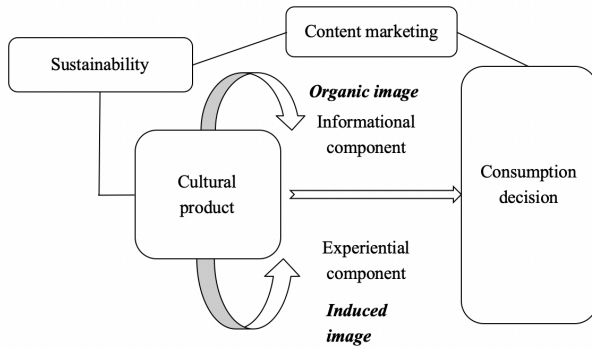 Content marketing
Sustainability
Organic image
Informational
component
Cultural
product
Consumption
decision
Experiential
component
Induced
image